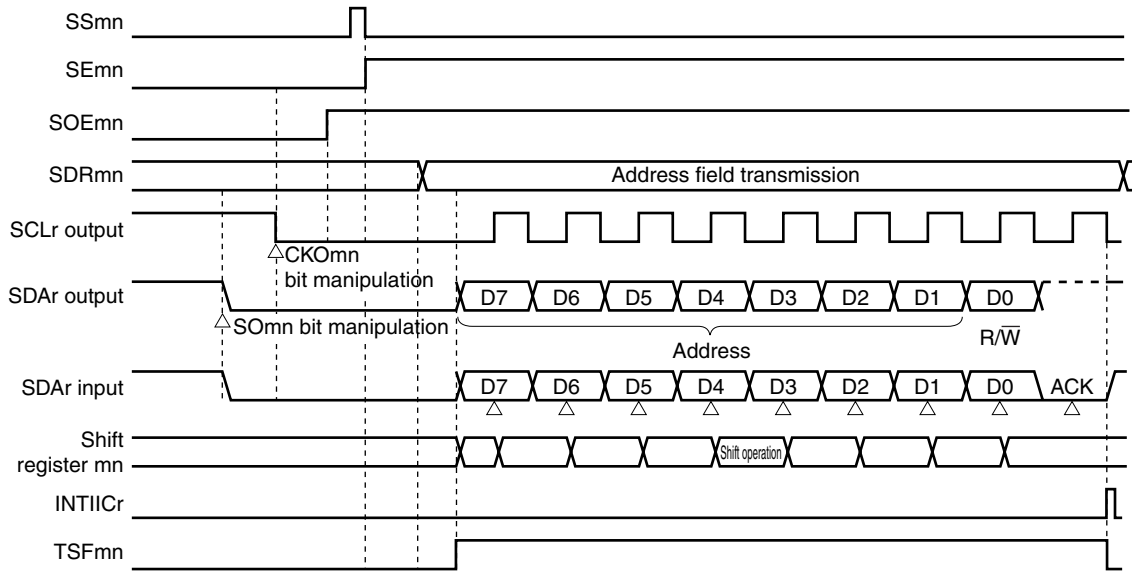 SSmn
SEmn
SOEmn
SDRmn
Address field transmission
SCLr output
CKOmn
bit manipulation
SDAr output
D7 D6 D5 D4 D3 D2 D1 D0
SOmn bit manipulation
Address
R/W̅
SDAr input
D7 D6 D5 D4 D3 D2 D1 D0 ACK
Shift
register mn
Shift operation
INTIICr
TSFmn